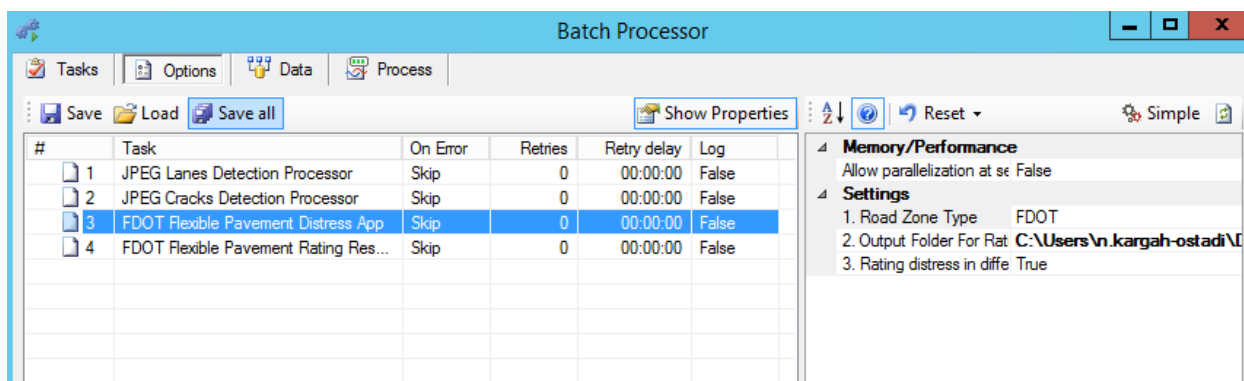 Batch Processor
Tasks Options Data Process
Save Load Save all Show Properties Reset Simple
# Task On Error Retries Retry delay Log
1 JPEG Lanes Detection Processor Skip 0 00:00:00 False
2 JPEG Cracks Detection Processor Skip 0 00:00:00 False
3 FDOT Flexible Pavement Distress App Skip 0 00:00:00 False
4 FDOT Flexible Pavement Rating Res... Skip 0 00:00:00 False
Memory/Performance
Allow parallelization at se False
Settings
1. Road Zone Type FDOT
2. Output Folder For Rat C:\Users\n.kargah-ostadi\D
3. Rating distress in diffe True